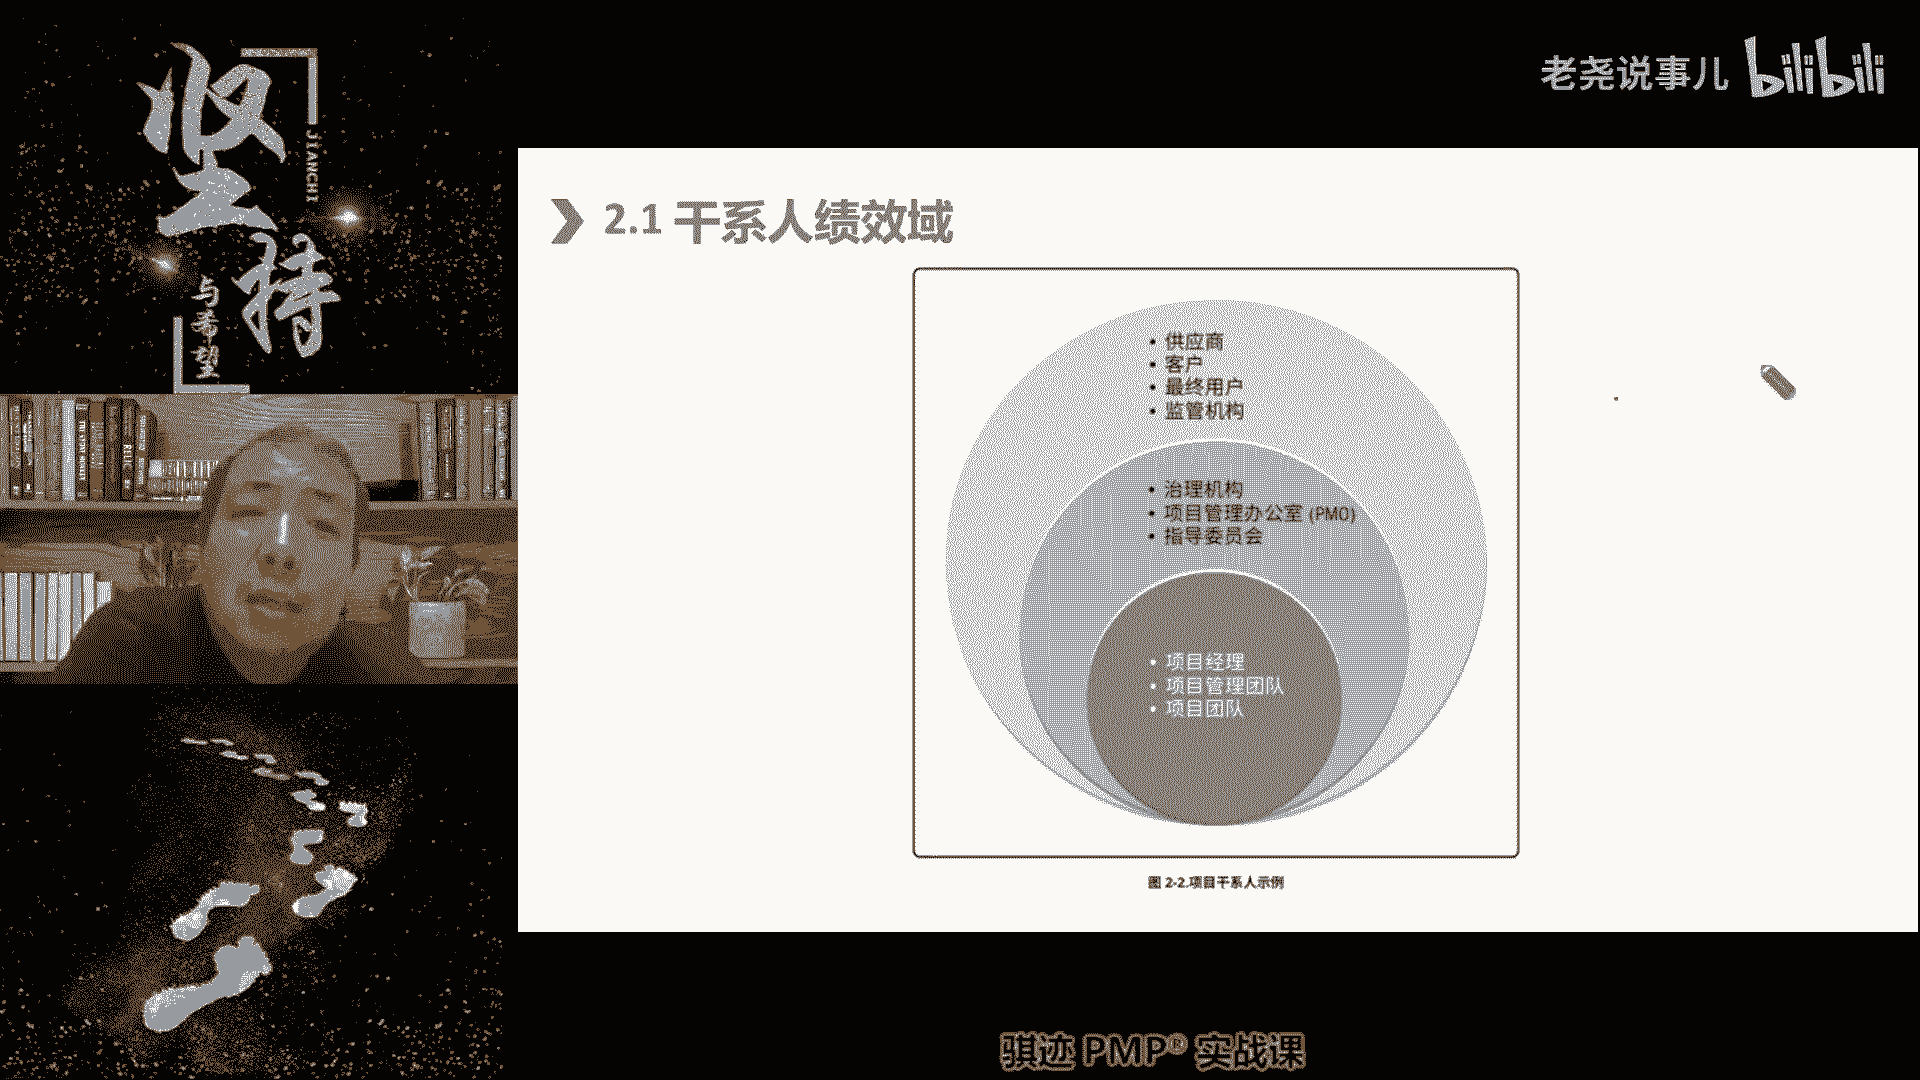 坚持
JIANCHI
与希望
老尧说事儿 bilibili
2.1 干系人绩效域
• 供应商
• 客户
• 最终用户
• 监管机构
• 治理机构
• 项目管理办公室 (PMO)
• 指导委员会
• 项目经理
• 项目管理团队
• 项目团队
图 2-2.项目干系人示例
骐迹 PMP® 实战课